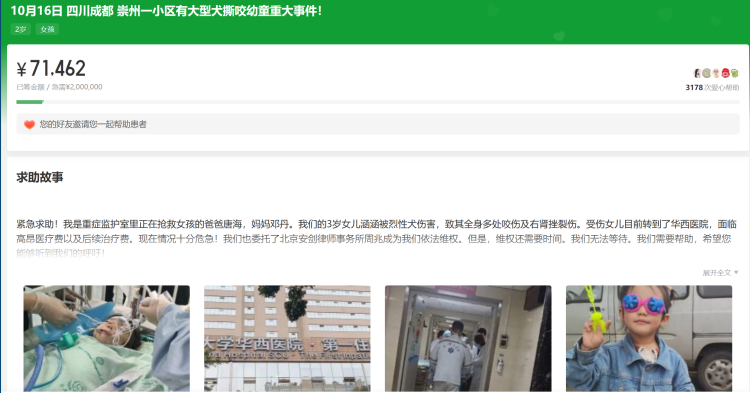 10月16日 四川成都 崇州一小区有大型犬撕咬幼童重大事件！
2岁 女孩
¥71,462
已筹金额 / 急需¥2,000,000
3178 次爱心帮助
您的好友邀请您一起帮助患者
求助故事
紧急求助！我是重症监护室里正在抢救女孩的爸爸唐海，妈妈邓丹。我们的3岁女儿涵涵被烈性犬伤害，致其全身多处咬伤及右肾挫裂伤。受伤女儿目前转到了华西医院，面临
高昂医疗费以及后续治疗费。现在情况十分危急！我们也委托了北京安剑律师事务所周兆成为我们依法维权。但是，维权还需要时间。我们无法等待。我们需要帮助，希望您
能够听到我们的呼吁！
展开全文
大学华西医院·第一住